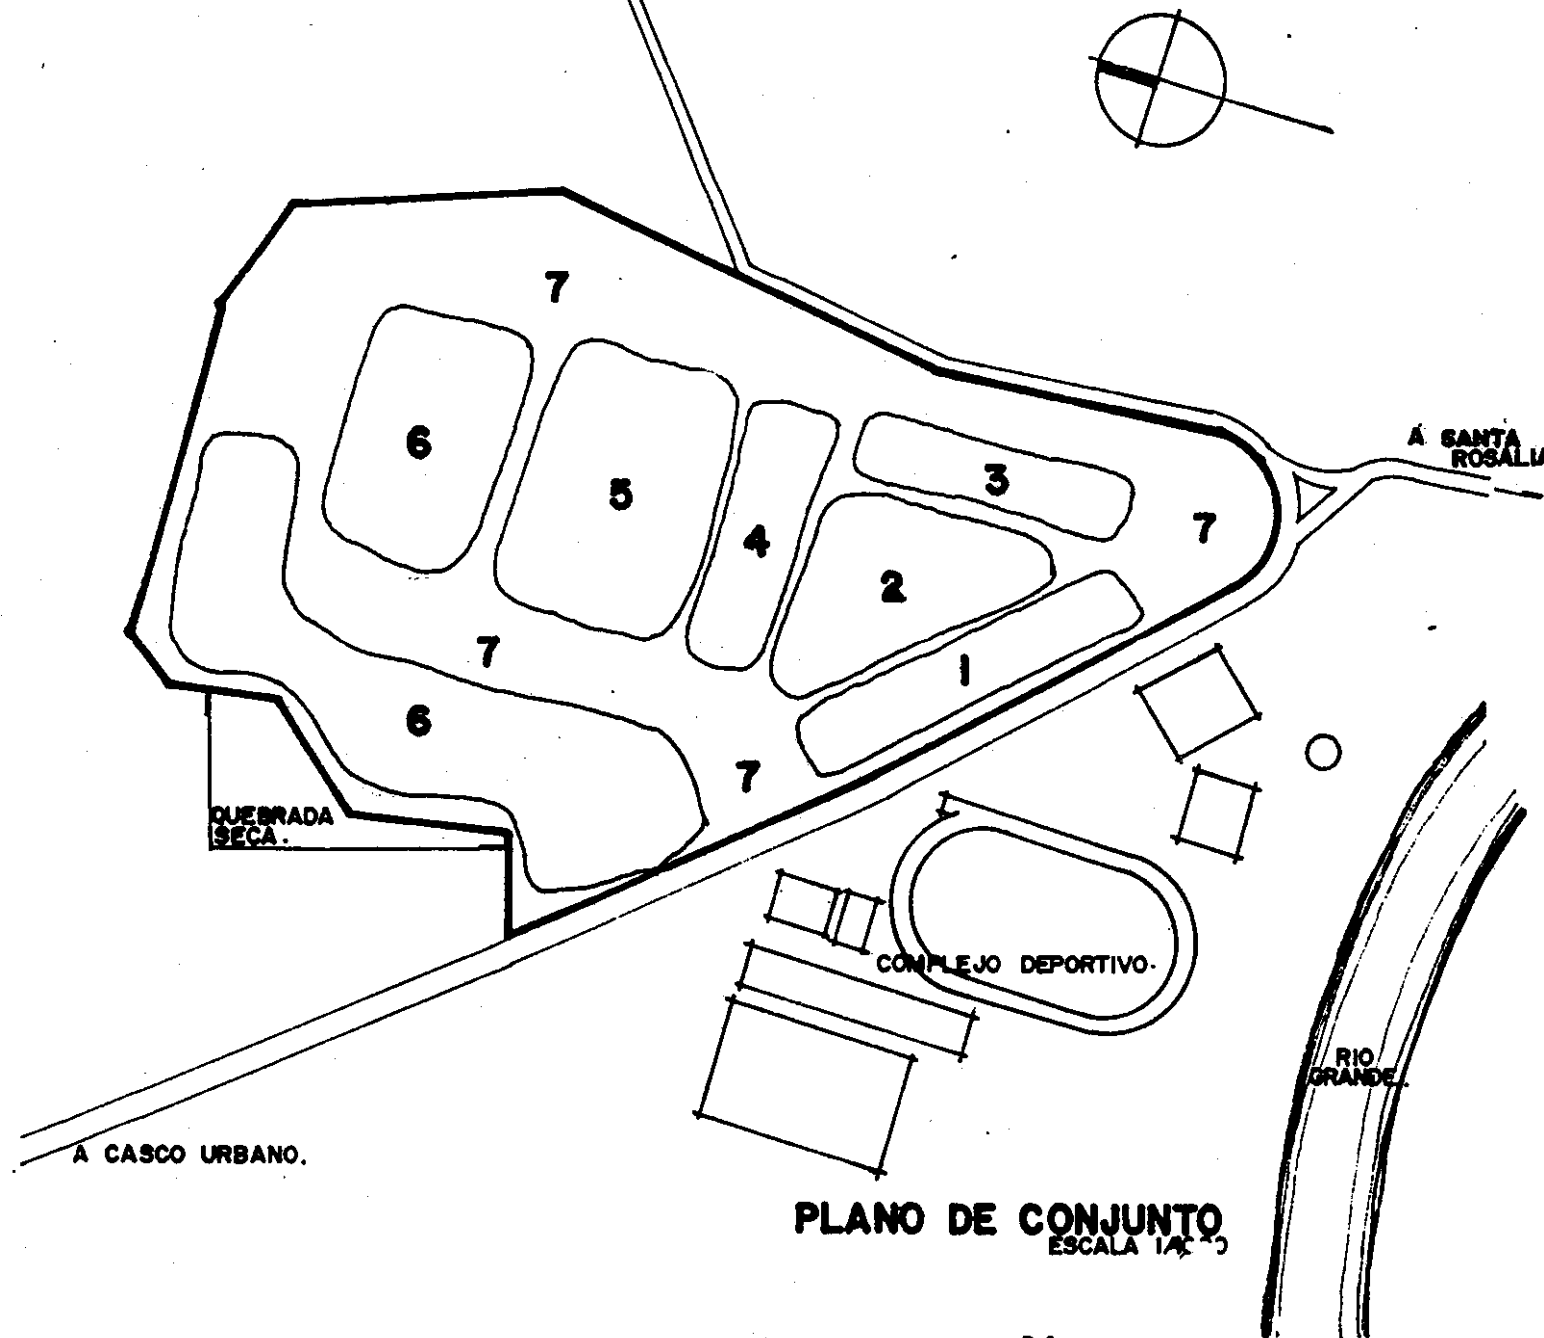 7
A SANTA
ROSALIA
6
3
5
7
4
2
7
1
6
7
QUEBRADA
SECA.
COMPLEJO DEPORTIVO.
RIO
GRANDE.
A CASCO URBANO.
PLANO DE CONJUNTO
ESCALA